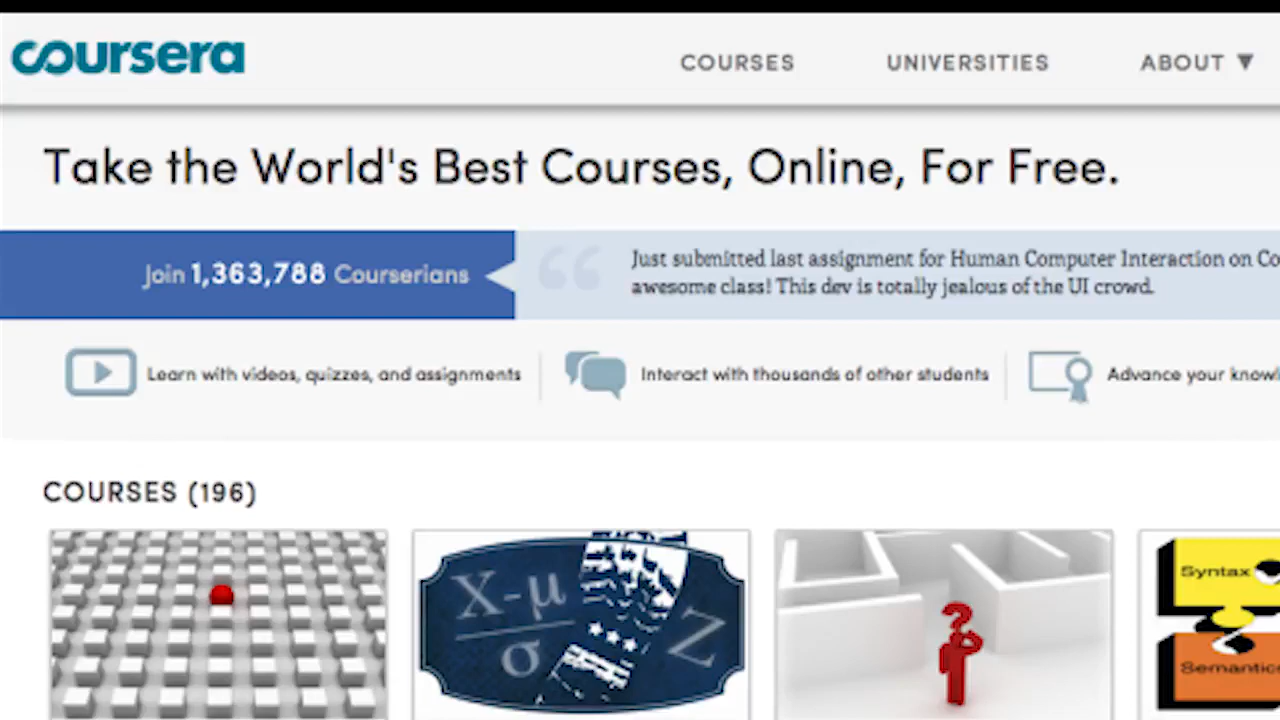 coursera
COURSES
UNIVERSITIES
ABOUT ▼
Take the World's Best Courses, Online, For Free.
Join 1,363,788 Courserians
Just submitted last assignment for Human Computer Interaction on Co
awesome class! This dev is totally jealous of the UI crowd.
Learn with videos, quizzes, and assignments
Interact with thousands of other students
Advance your knowl
COURSES (196)
X-μ
σ
Z
?
Syntax
Semantics